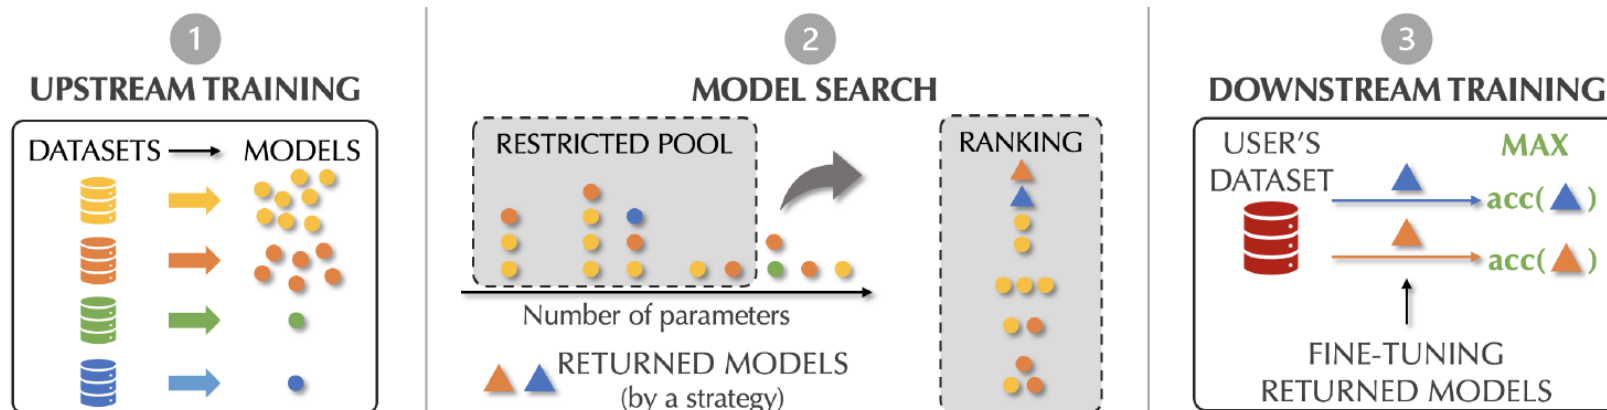 1
UPSTREAM TRAINING
DATASETS
MODELS
2
MODEL SEARCH
RESTRICTED POOL
RANKING
Number of parameters
RETURNED MODELS
(by a strategy)
3
DOWNSTREAM TRAINING
USER'S
DATASET
MAX
acc( )
acc( )
FINE-TUNING
RETURNED MODELS